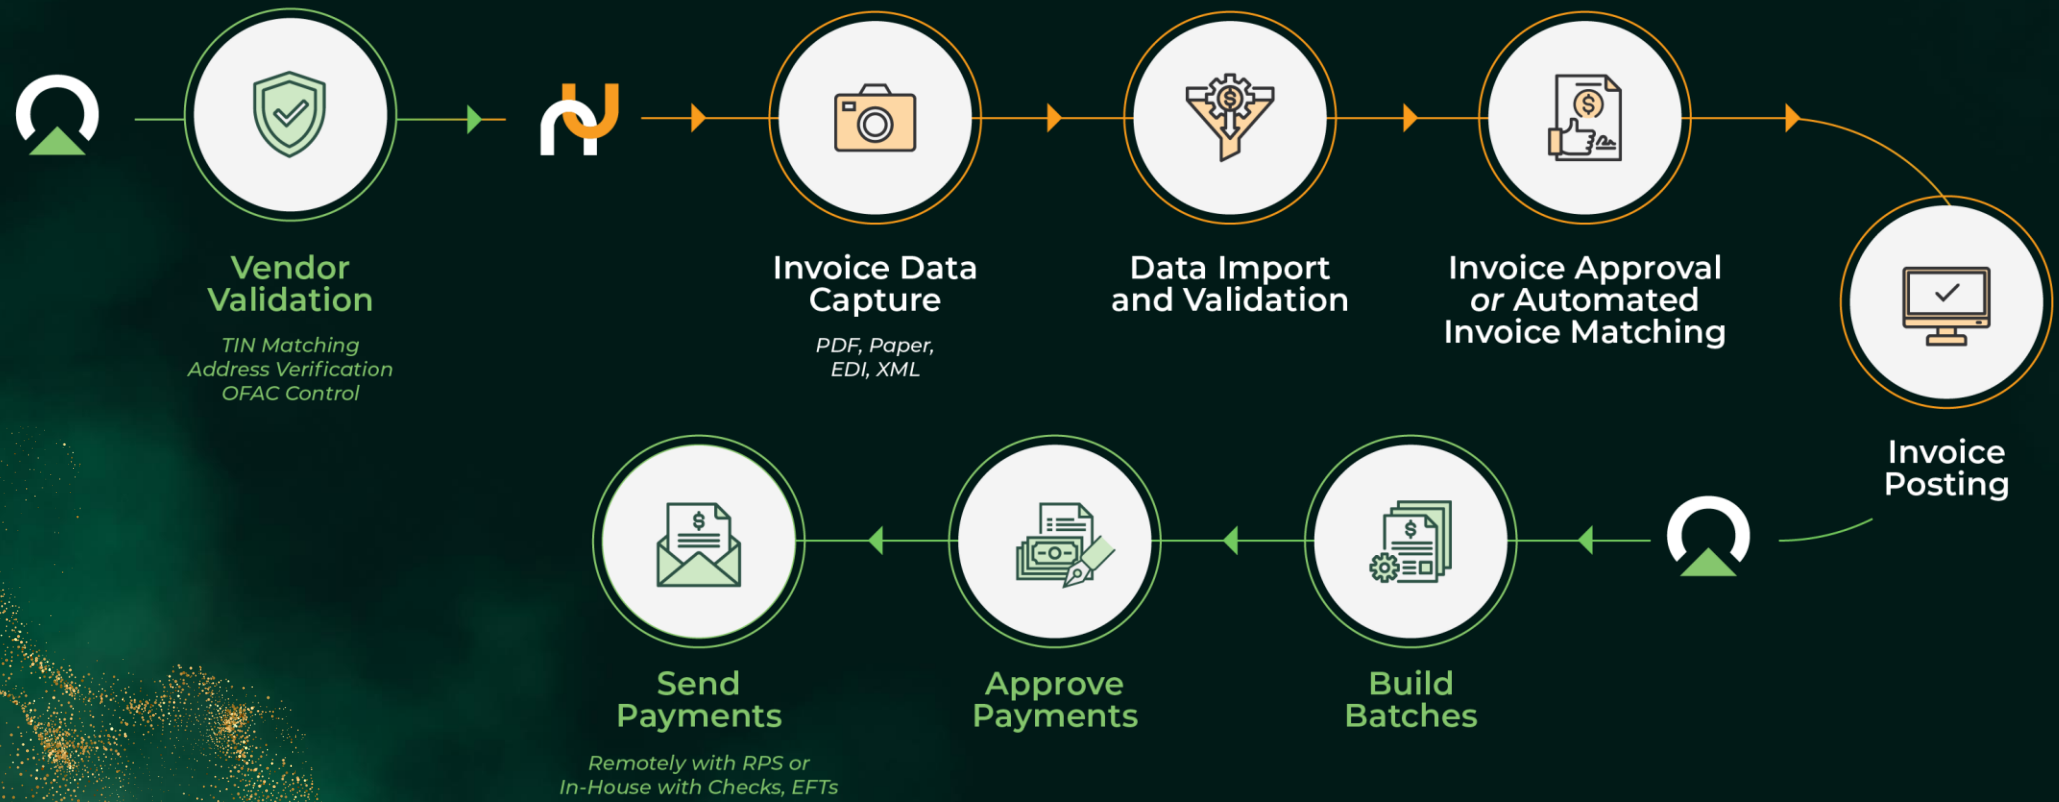 Vendor
Validation
TIN Matching
Address Verification
OFAC Control
Invoice Data
Capture
PDF, Paper,
EDI, XML
Data Import
and Validation
Invoice Approval
or Automated
Invoice Matching
Invoice
Posting
Build
Batches
Approve
Payments
Send
Payments
Remotely with RPS or
In-House with Checks, EFTs